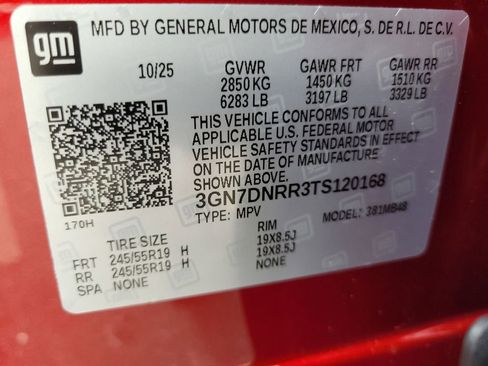 gm
MFD BY GENERAL MOTORS DE MEXICO, S. DE R.L. DE C.V.
10/25 GVWR GAWR FRT GAWR RR
2850 KG 1450 KG 1510 KG
6283 LB 3197 LB 3329 LB
THIS VEHICLE CONFORMS TO ALL
APPLICABLE U.S. FEDERAL MOTOR
VEHICLE SAFETY STANDARDS IN EFFECT
ON THE DATE OF MANUFACTURE
SHOWN ABOVE.
3GN7DNRR3TS120168
170H TYPE: MPV MODEL: 381MB48
TIRE SIZE RIM
FRT 245/55R19 H 19X8.5J
RR 245/55R19 H 19X8.5J
SPA NONE NONE